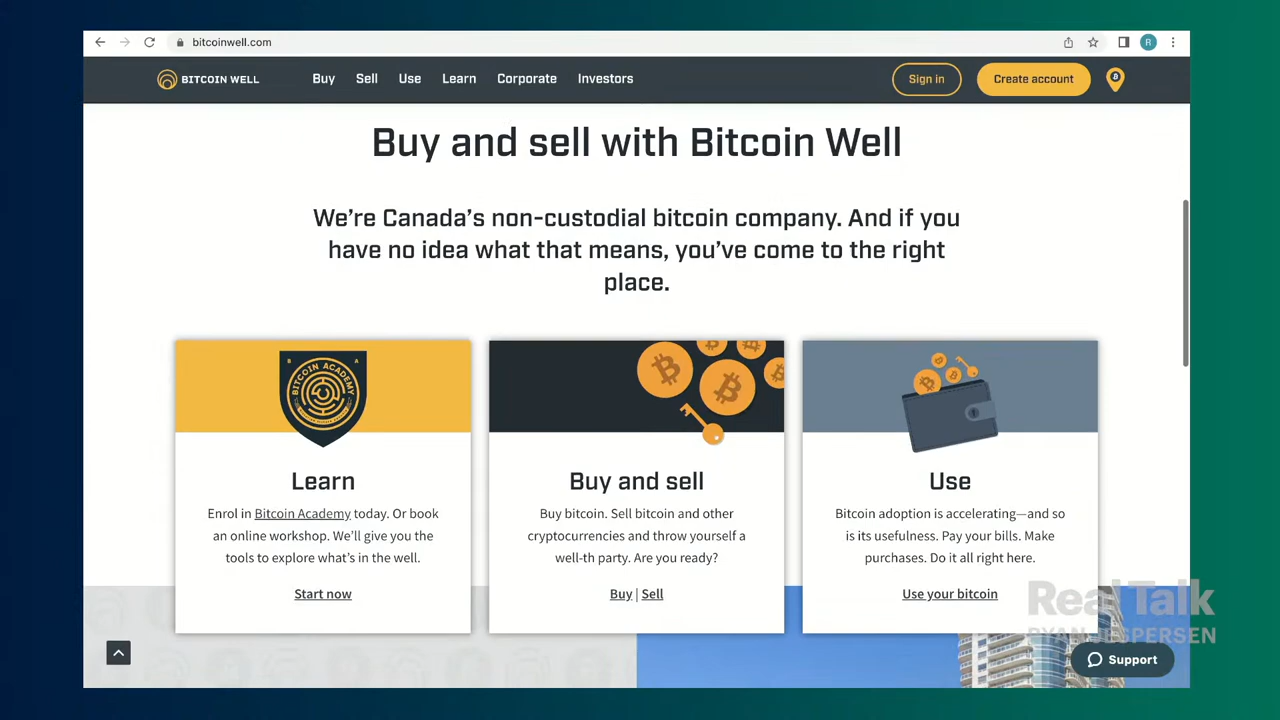 bitcoinwell.com
R
BITCOIN WELL
Buy
Sell
Use
Learn
Corporate
Investors
Sign in
Create account
Buy and sell with Bitcoin Well
We’re Canada’s non-custodial bitcoin company. And if you
have no idea what that means, you’ve come to the right
place.
B A
BITCOIN ACADEMY
Learn
Enrol in Bitcoin Academy today. Or book
an online workshop. We’ll give you the
tools to explore what’s in the well.
Start now
Buy and sell
Buy bitcoin. Sell bitcoin and other
cryptocurrencies and throw yourself a
well-th party. Are you ready?
Buy | Sell
Use
Bitcoin adoption is accelerating—and so
is its usefulness. Pay your bills. Make
purchases. Do it all right here.
Use your bitcoin
Real Talk
RYAN JESPERSEN
Support